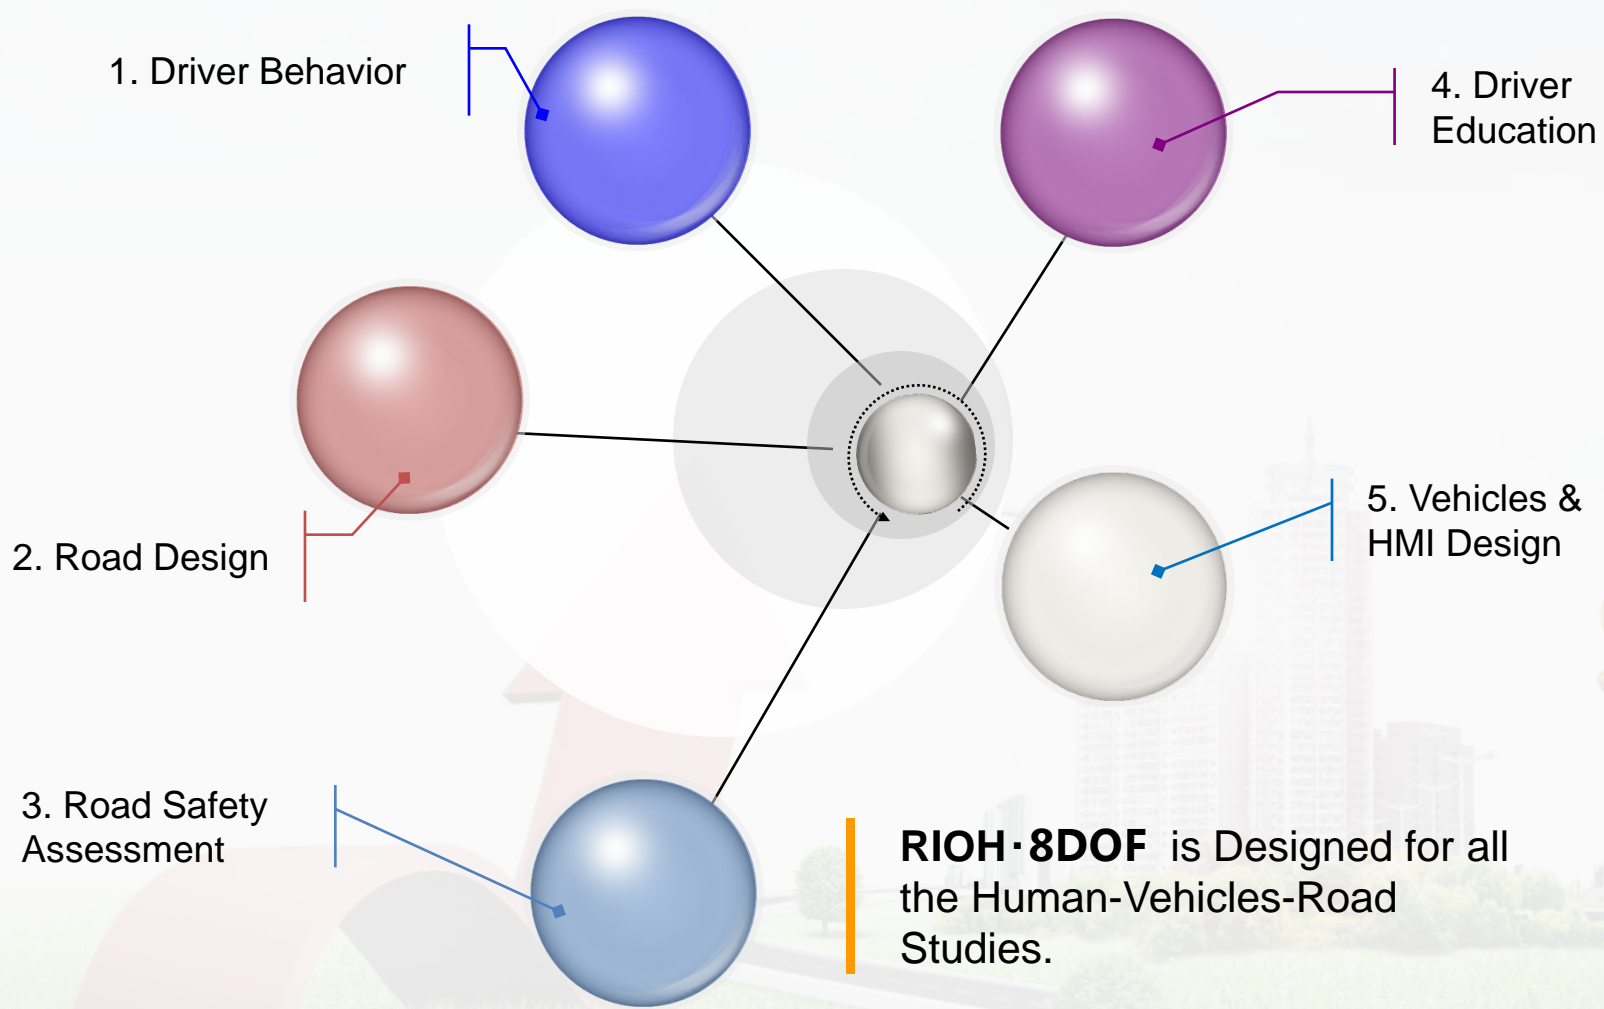 1. Driver Behavior
2. Road Design
3. Road Safety
Assessment
4. Driver
Education
5. Vehicles &
HMI Design
RIOH·8DOF is Designed for all
the Human-Vehicles-Road
Studies.